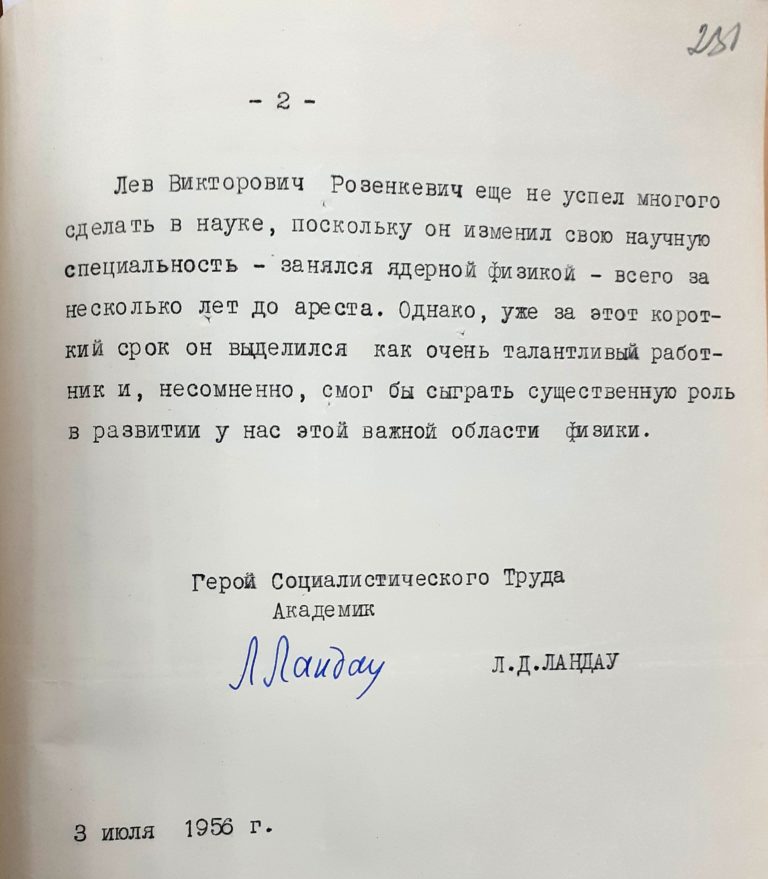 231
- 2 -
Лев Викторович Розенкевич еще не успел многого
сделать в науке, поскольку он изменил свою научную
специальность - занялся ядерной физикой - всего за
несколько лет до ареста. Однако, уже за этот корот-
кий срок он выделился как очень талантливый работ-
ник и, несомненно, смог бы сыграть существенную роль
в развитии у нас этой важной области физики.
Герой Социалистического Труда
Академик
Л Ландау Л.Д.ЛАНДАУ
3 июля 1956 г.